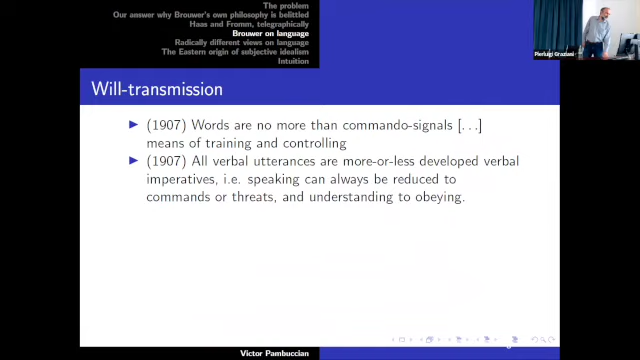 The problem
Our answer why Brouwer's own philosophy is belittled
Haas and Fromm, telegraphically
Brouwer on language
Radically different views on language
The Eastern origin of subjective idealism
Intuition
Pierluigi Graziani
Will-transmission
(1907) Words are no more than commando-signals [...]
means of training and controlling
(1907) All verbal utterances are more-or-less developed verbal
imperatives, i.e. speaking can always be reduced to
commands or threats, and understanding to obeying.
Victor Pambuccian